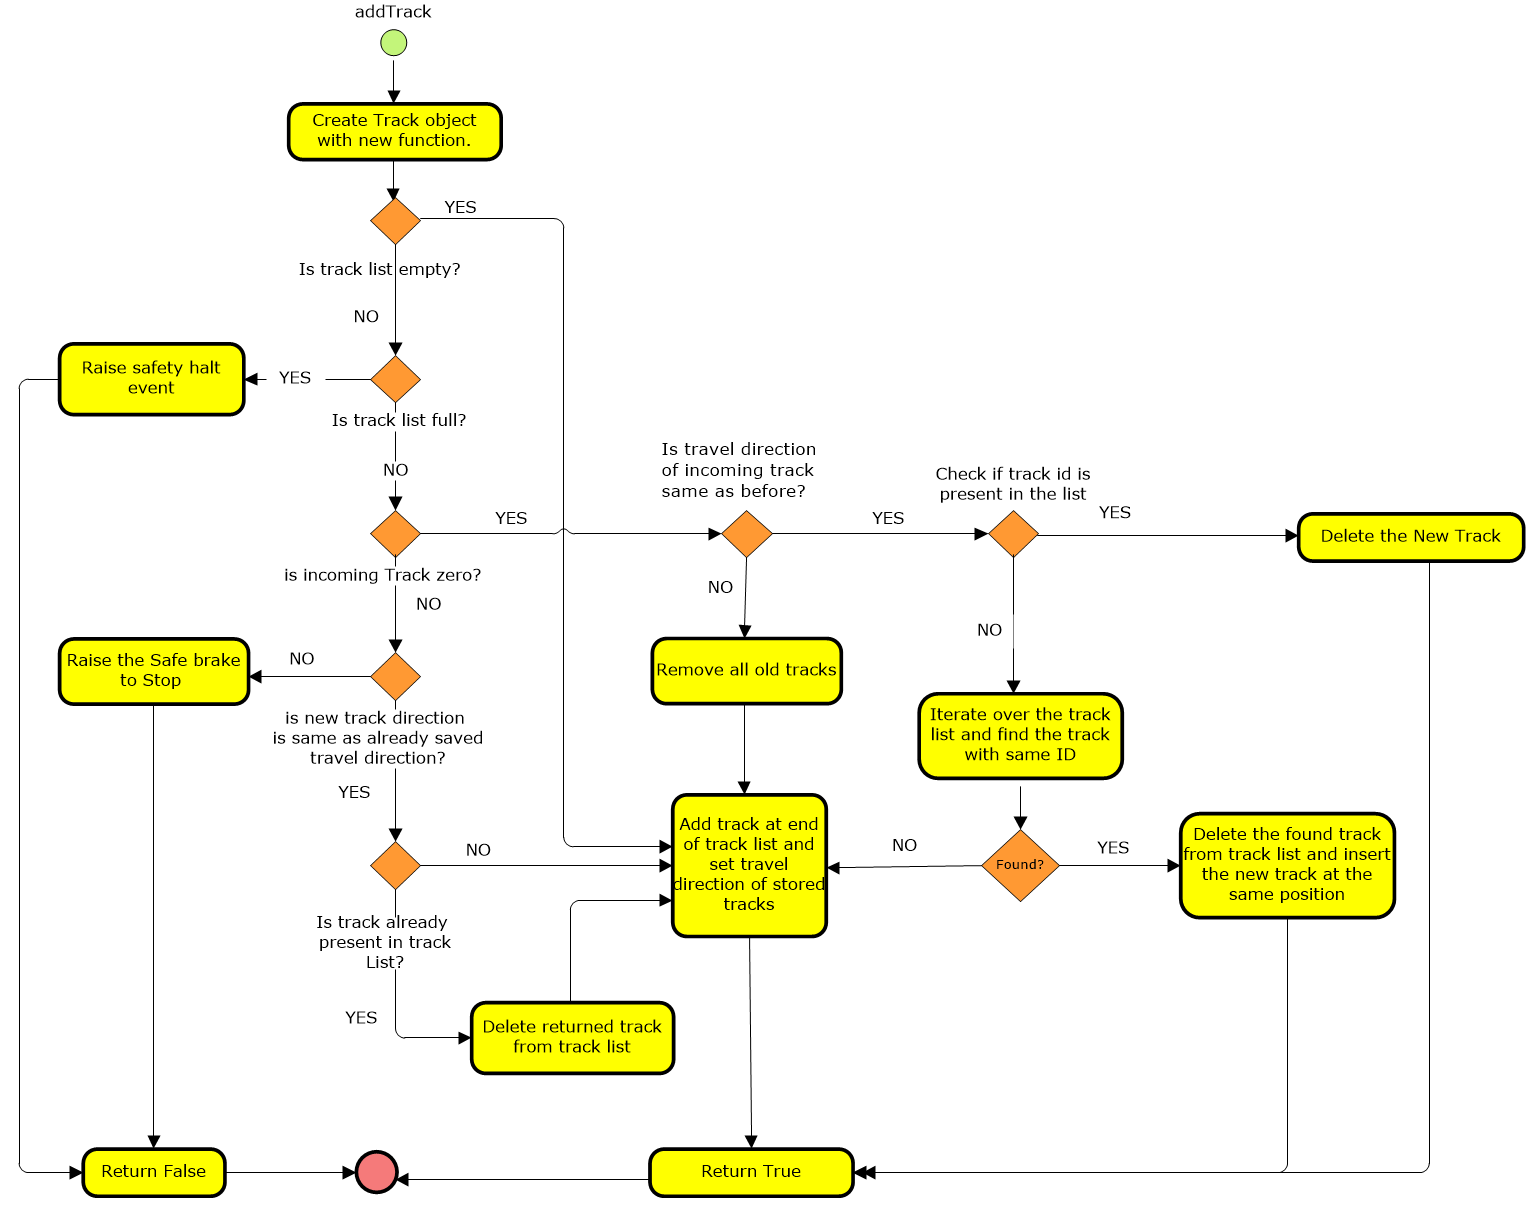 addTrack
Create Track object
with new function.
YES
Is track list empty?
NO
Raise safety halt
event
YES
Is track list full?
NO
Is travel direction
of incoming track
same as before?
Check if track id is
present in the list
YES
YES
YES
Delete the New Track
is incoming Track zero?
NO
NO
NO
Raise the Safe brake
to Stop
NO
Remove all old tracks
is new track direction
is same as already saved
travel direction?
Iterate over the track
list and find the track
with same ID
YES
Add track at end
of track list and
set travel
direction of stored
tracks
NO
NO
Found?
YES
Delete the found track
from track list and insert
the new track at the
same position
Is track already
present in track
List?
YES
Delete returned track
from track list
Return False
Return True